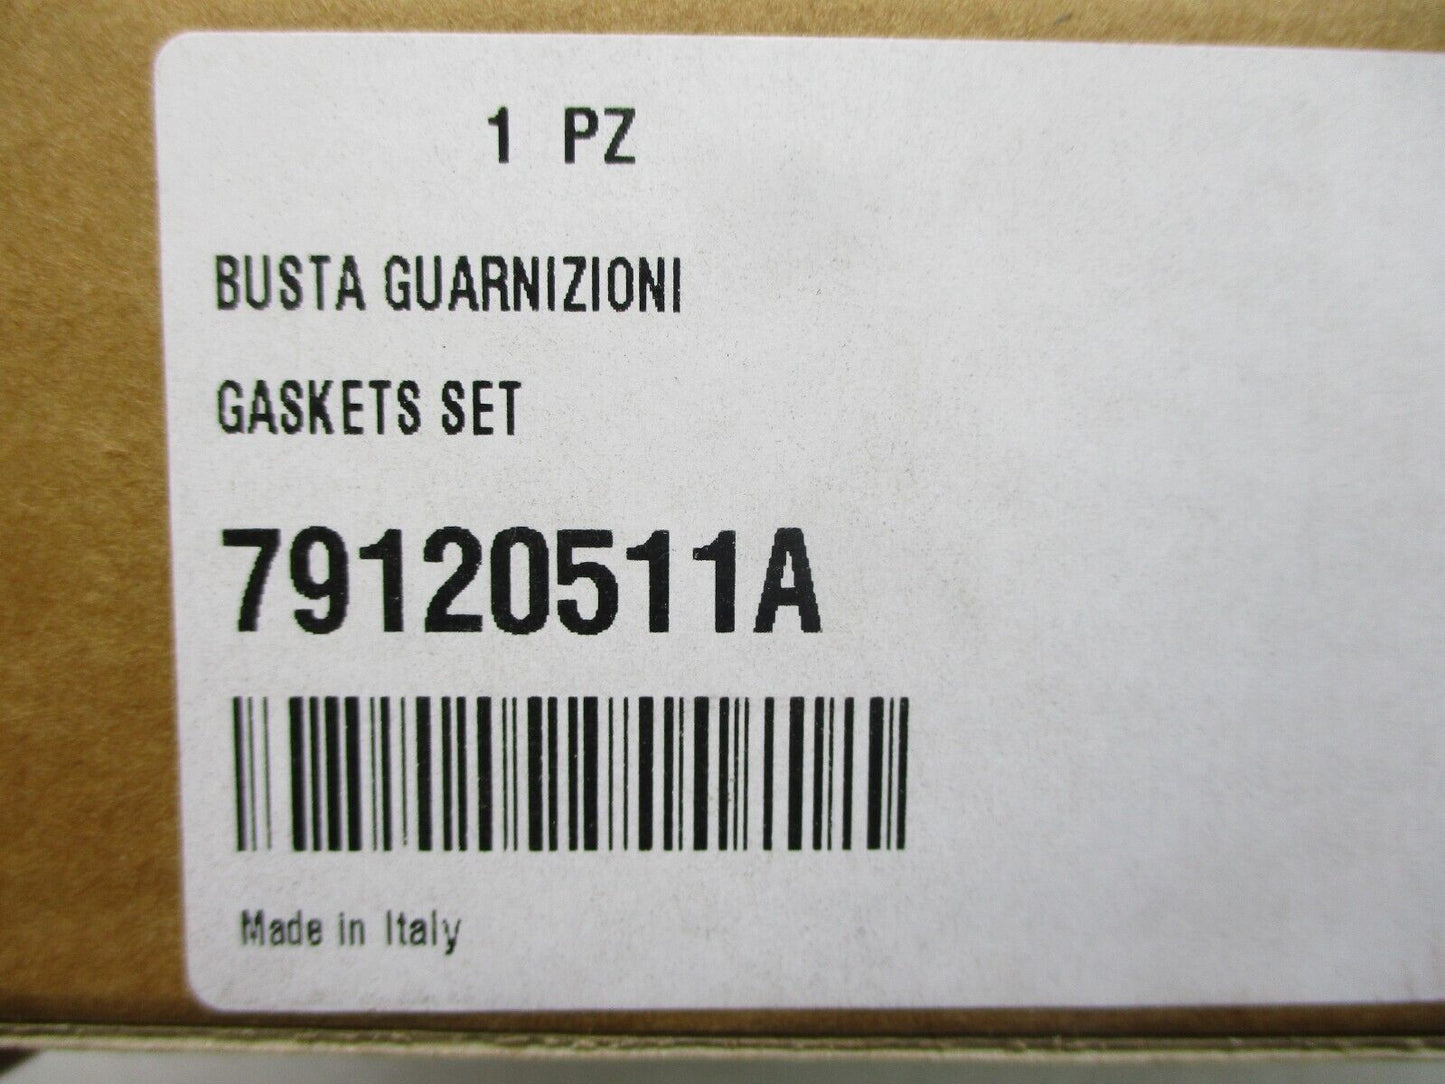 1 PZ
BUSTA GUARNIZIONI
GASKETS SET
79120511A
Made in Italy